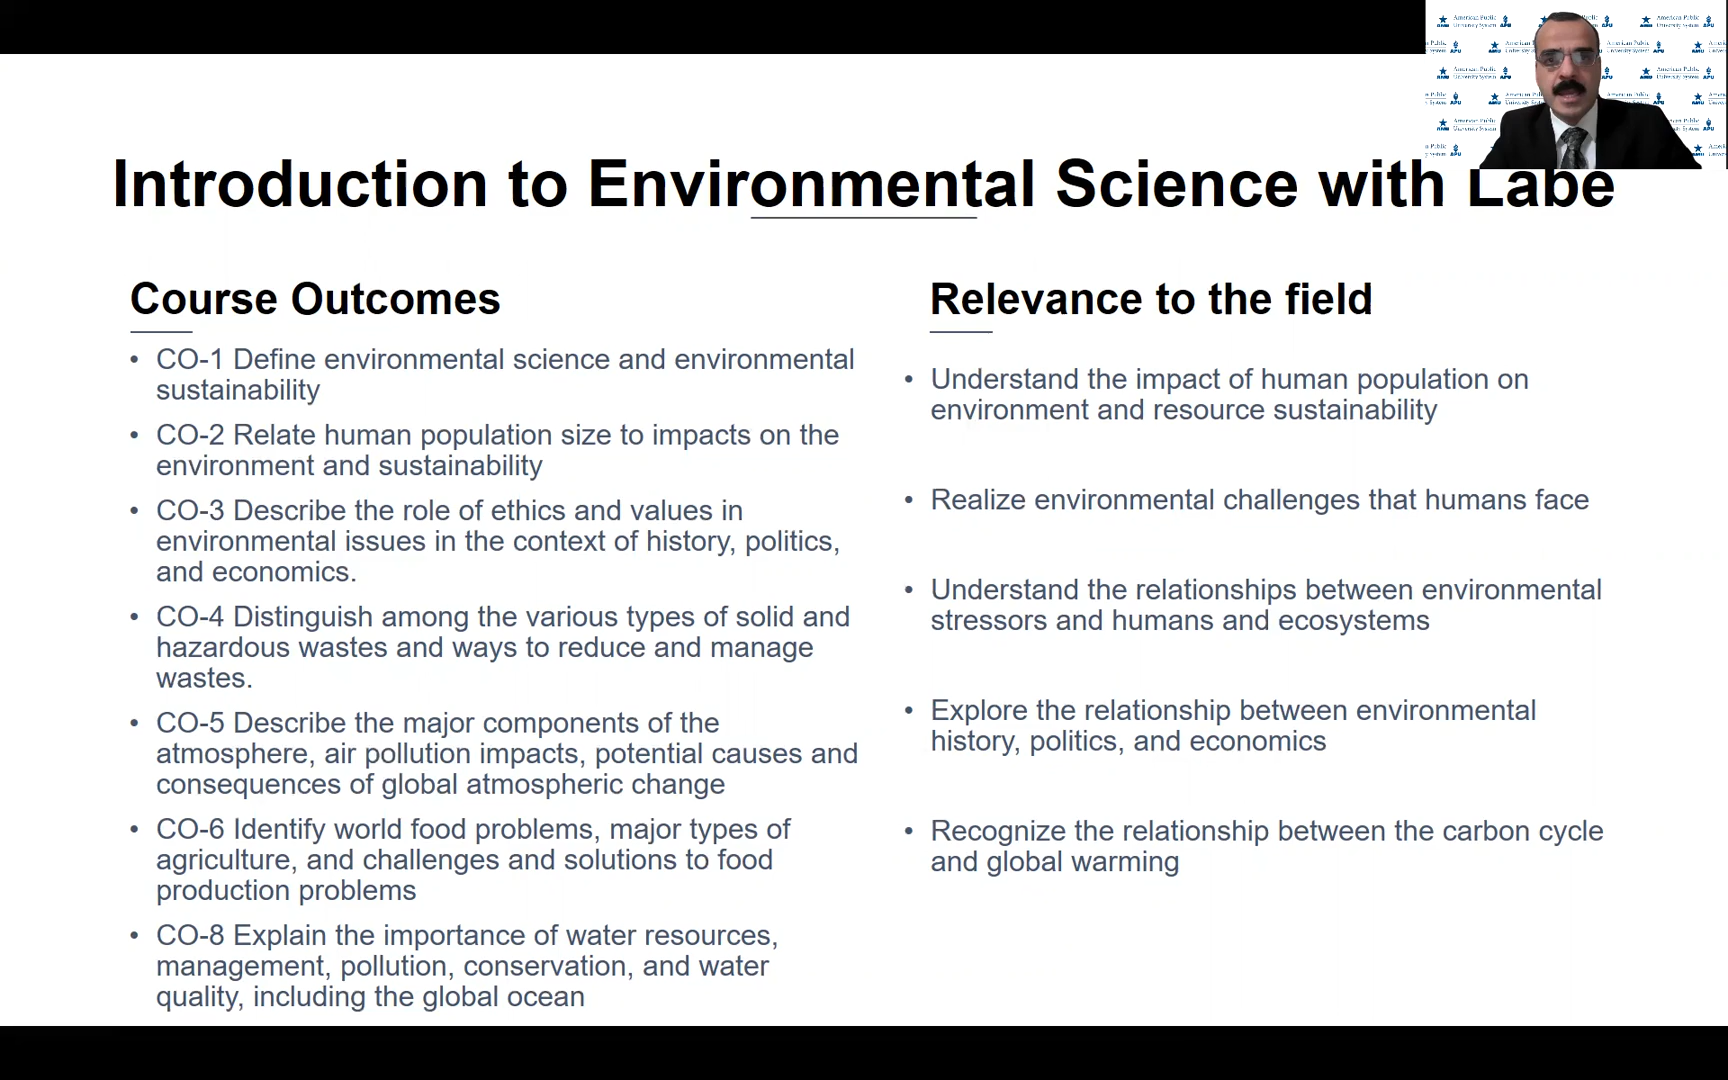 Introduction to Environmental Science with Labe
Course Outcomes
• CO-1 Define environmental science and environmental
sustainability
• CO-2 Relate human population size to impacts on the
environment and sustainability
• CO-3 Describe the role of ethics and values in
environmental issues in the context of history, politics,
and economics.
• CO-4 Distinguish among the various types of solid and
hazardous wastes and ways to reduce and manage
wastes.
• CO-5 Describe the major components of the
atmosphere, air pollution impacts, potential causes and
consequences of global atmospheric change
• CO-6 Identify world food problems, major types of
agriculture, and challenges and solutions to food
production problems
• CO-8 Explain the importance of water resources,
management, pollution, conservation, and water
quality, including the global ocean
Relevance to the field
• Understand the impact of human population on
environment and resource sustainability
• Realize environmental challenges that humans face
• Understand the relationships between environmental
stressors and humans and ecosystems
• Explore the relationship between environmental
history, politics, and economics
• Recognize the relationship between the carbon cycle
and global warming
American Public
University System
APU
AMU